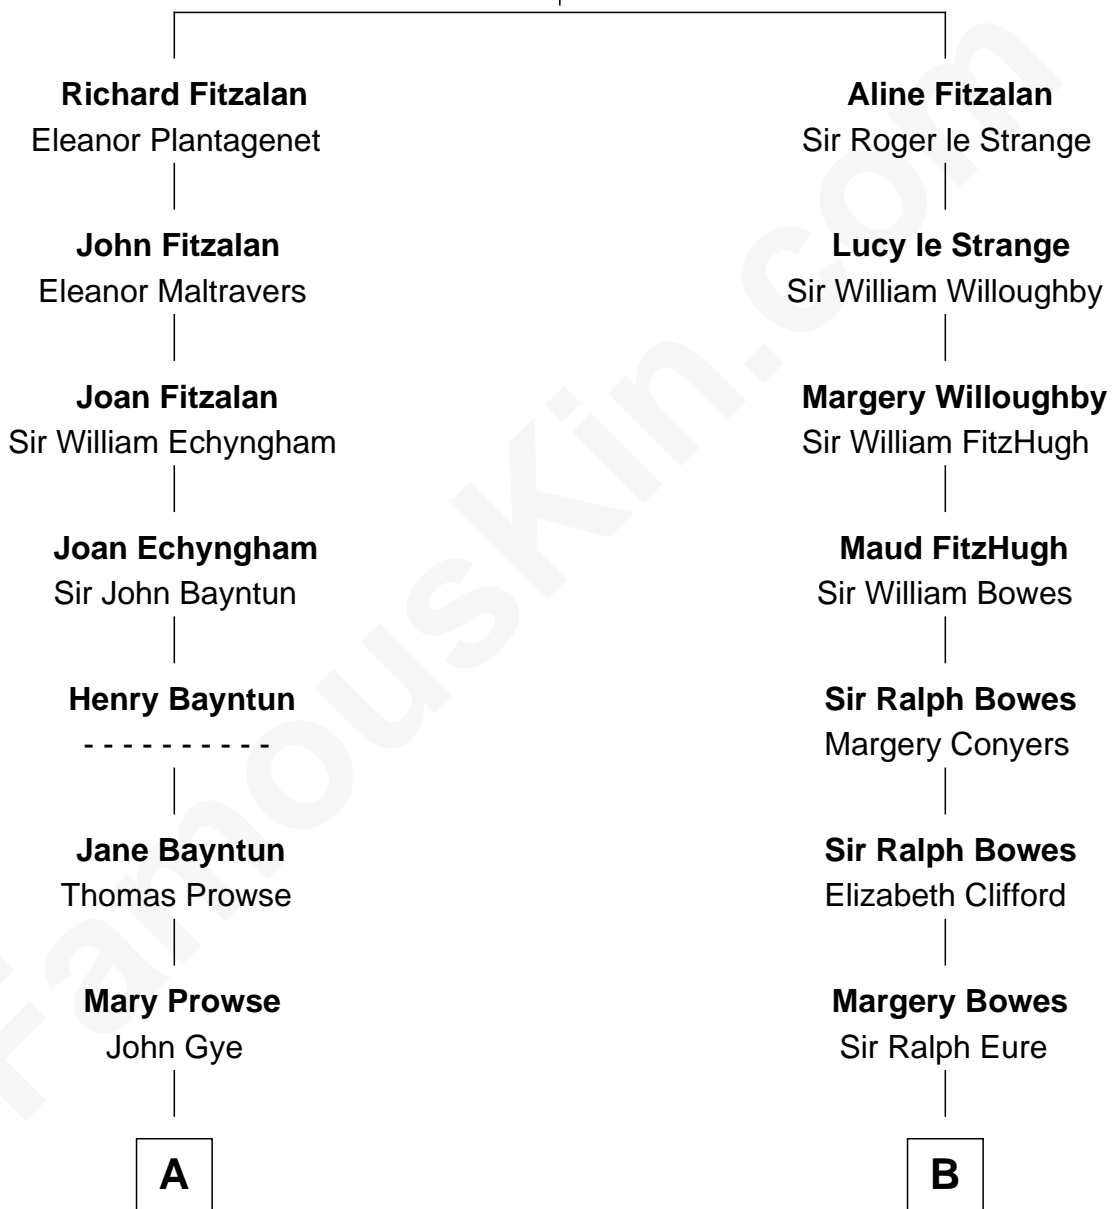 Richard Fitzalan
Eleanor Plantagenet
John Fitzalan
Eleanor Maltravers
Joan Fitzalan
Sir William Echyngham
Joan Echyngham
Sir John Bayntun
Henry Bayntun
- - - - - - - - - -
Jane Bayntun
Thomas Prowse
Mary Prowse
John Gye
A
Aline Fitzalan
Sir Roger le Strange
Lucy le Strange
Sir William Willoughby
Margery Willoughby
Sir William FitzHugh
Maud FitzHugh
Sir William Bowes
Sir Ralph Bowes
Margery Conyers
Sir Ralph Bowes
Elizabeth Clifford
Margery Bowes
Sir Ralph Eure
B
FamousKin.com